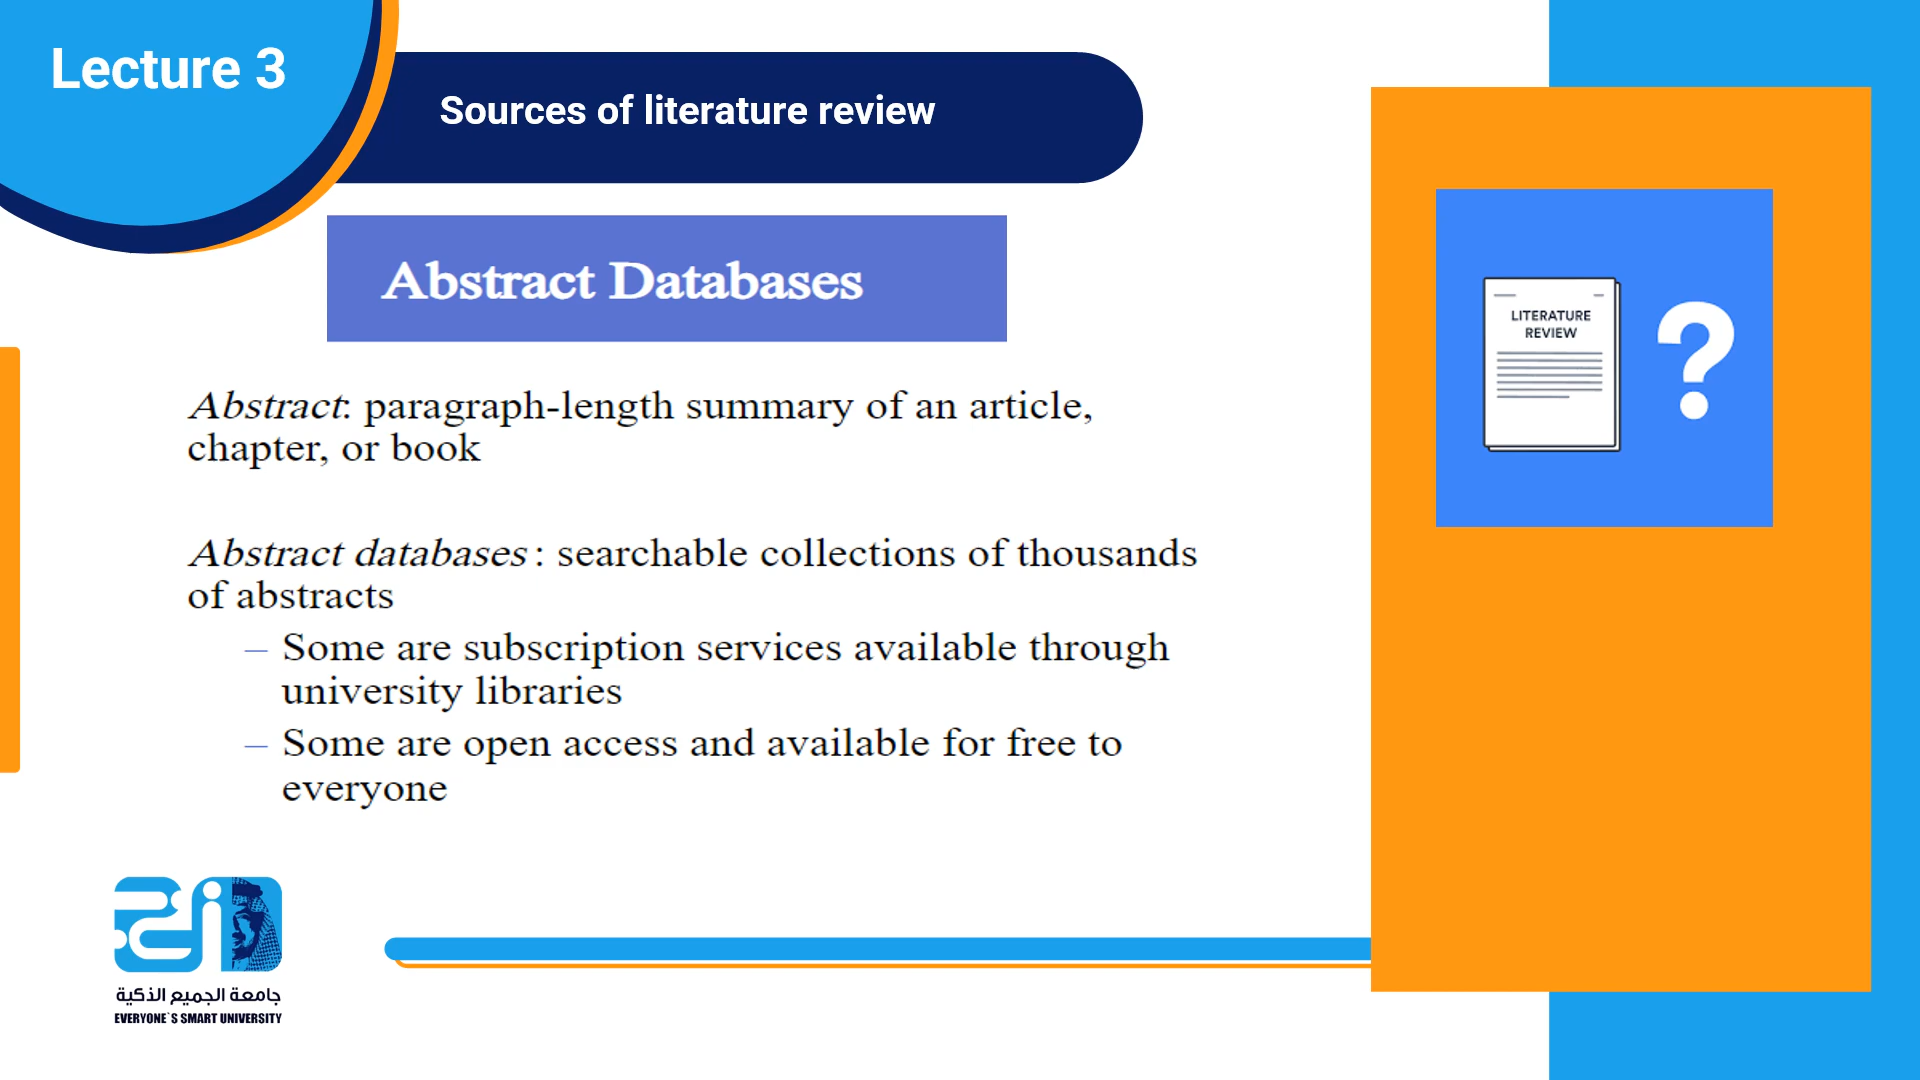 Lecture 3
Sources of literature review
Abstract Databases
Abstract: paragraph-length summary of an article,
chapter, or book
Abstract databases : searchable collections of thousands
of abstracts
– Some are subscription services available through
university libraries
– Some are open access and available for free to
everyone
LITERATURE
REVIEW
?
جامعة الجميع الذكية
EVERYONE`S SMART UNIVERSITY